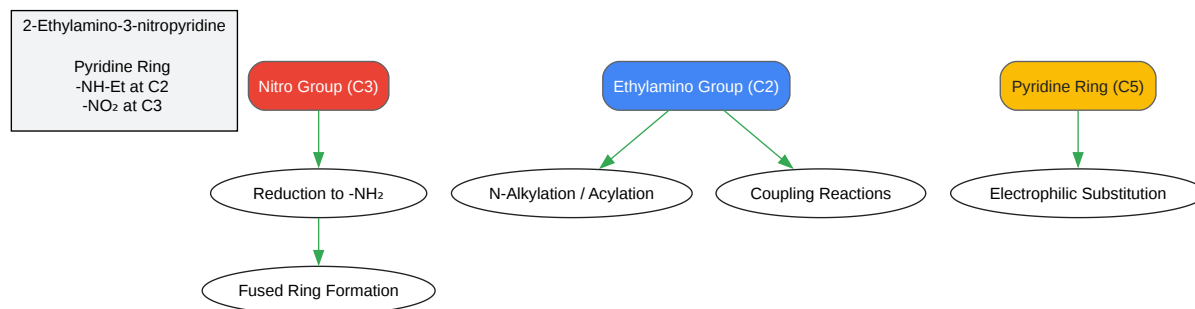 2-Ethylamino-3-nitropyridine
Pyridine Ring
-NH-Et at C2
-NO₂ at C3
Nitro Group (C3)
Ethylamino Group (C2)
Pyridine Ring (C5)
Reduction to -NH₂
N-Alkylation / Acylation
Coupling Reactions
Electrophilic Substitution
Fused Ring Formation